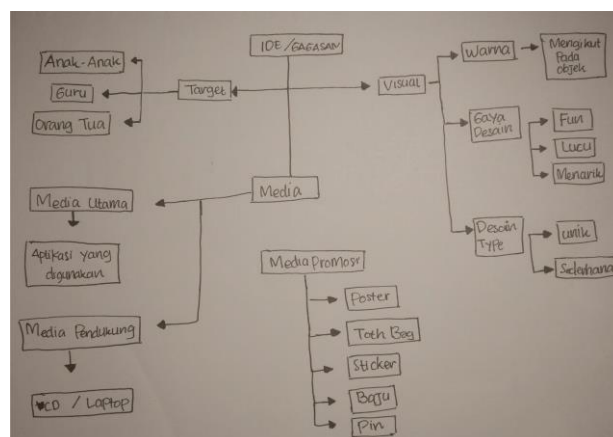 IDE/GAGASAN
Target
Anak-Anak
Guru
Orang Tua
Visual
Warna
Mengikut
Pada
objek
Gaya
Desain
Fun
Lucu
Menarik
Desain
Type
unik
Sederhana
Media
Media Utama
Aplikasi yang
digunakan
Media Pendukung
CD / Laptop
Media Promosi
Poster
Toth Beg
Sticker
Baju
Pin